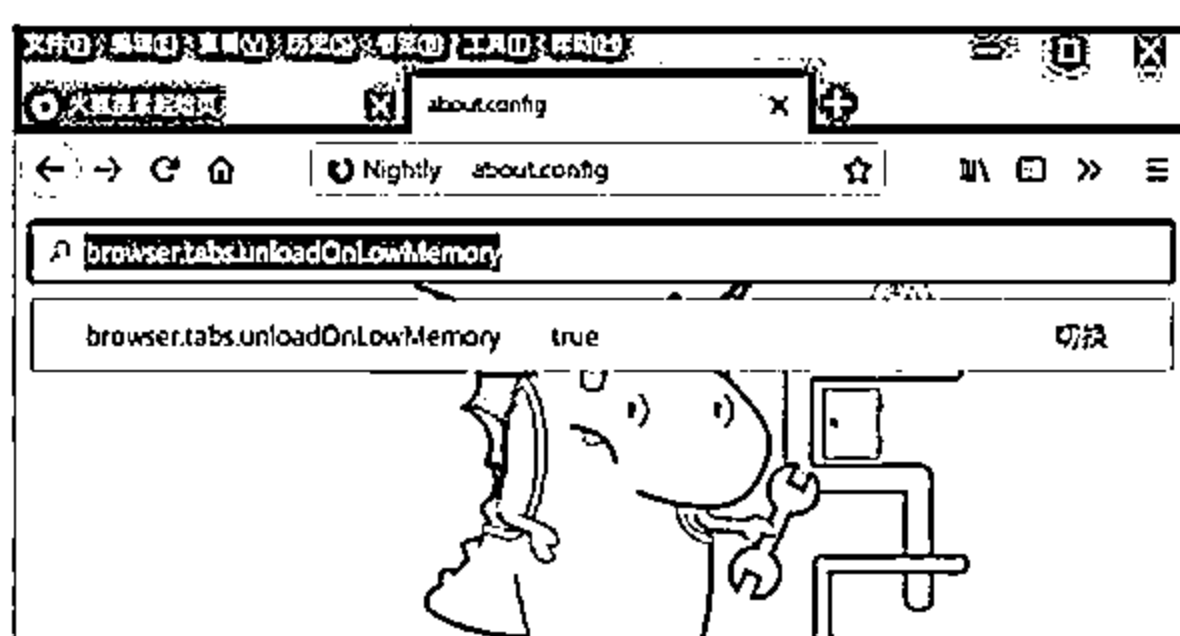 文件(F) 编辑(E) 查看(V) 历史(S) 书签(B) 工具(T) 帮助(H)
火狐搜索起始页 about:config
Nightly about:config
browser.tabs.unloadOnLowMemory
browser.tabs.unloadOnLowMemory true 切换